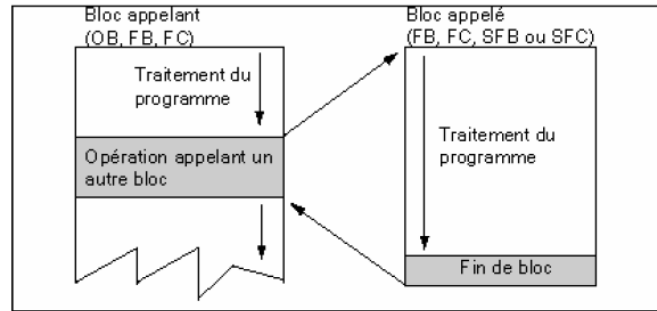 Bloc appelant
(OB, FB, FC)
Traitement du
programme
Opération appelant un
autre bloc
Bloc appelé
(FB, FC, SFB ou SFC)
Traitement du
programme
Fin de bloc